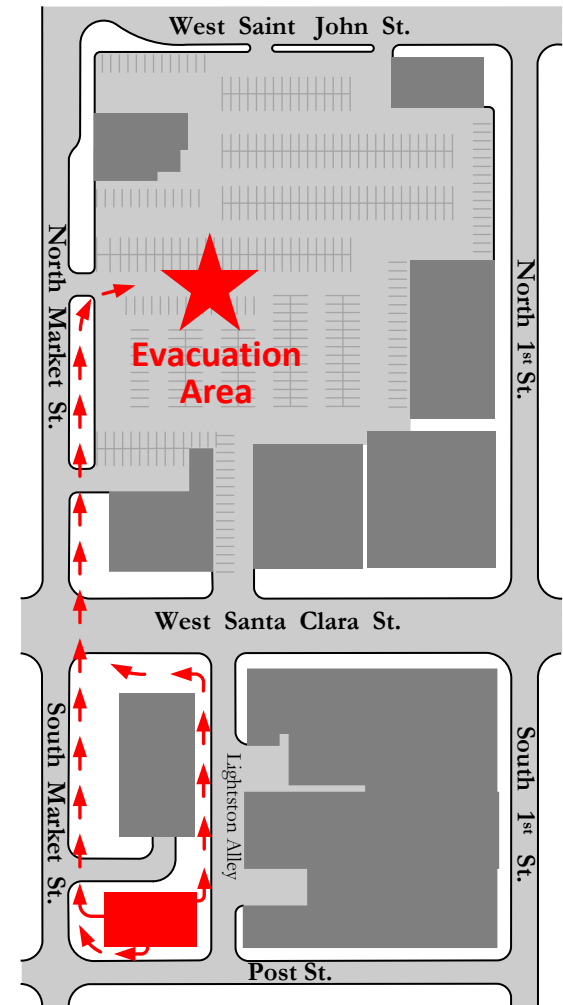 West Saint John St.
North Market St.
North 1st St.
Evacuation
Area
West Santa Clara St.
South Market St.
Lightston Alley
South 1st St.
Post St.